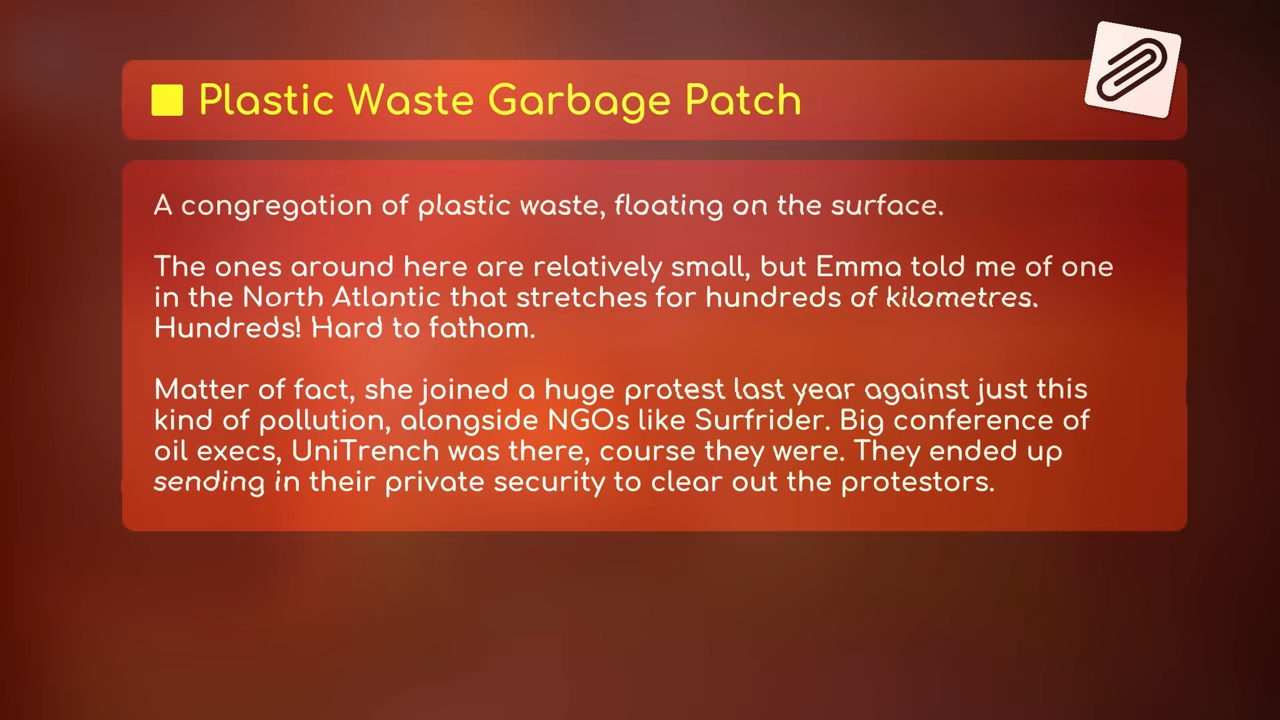 Plastic Waste Garbage Patch
A congregation of plastic waste, floating on the surface.
The ones around here are relatively small, but Emma told me of one
in the North Atlantic that stretches for hundreds of kilometres.
Hundreds! Hard to fathom.
Matter of fact, she joined a huge protest last year against just this
kind of pollution, alongside NGOs like Surfrider. Big conference of
oil execs, UniTrench was there, course they were. They ended up
sending in their private security to clear out the protestors.